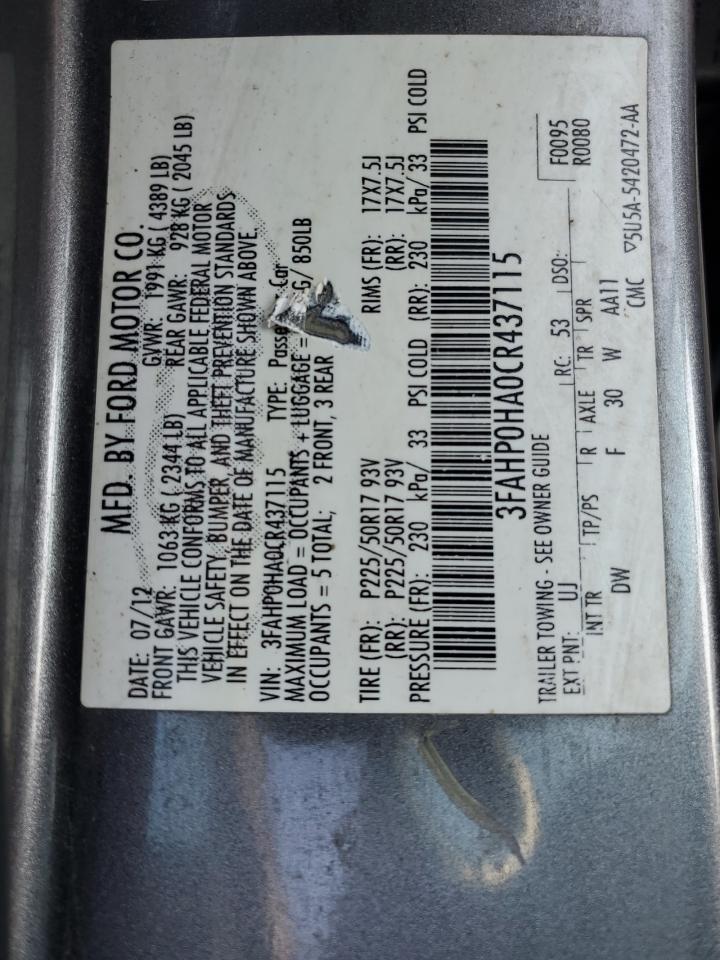 MFD. BY FORD MOTOR CO.
DATE: 07/12 GVWR: 1991 KG ( 4389 LB)
FRONT GAWR: 1063 KG ( 2344 LB) REAR GAWR: 928 KG ( 2045 LB)
THIS VEHICLE CONFORMS TO ALL APPLICABLE FEDERAL MOTOR
VEHICLE SAFETY, BUMPER, AND THEFT PREVENTION STANDARDS
IN EFFECT ON THE DATE OF MANUFACTURE SHOWN ABOVE.
VIN: 3FAHP0HA0CR437115 TYPE: Passe Car
MAXIMUM LOAD = OCCUPANTS + LUGGAGE = G/ 850LB
OCCUPANTS = 5 TOTAL; 2 FRONT, 3 REAR
TIRE (FR): P225/50R17 93V RIMS (FR): 17X7.5J
(RR): P225/50R17 93V (RR): 17X7.5J
PRESSURE (FR): 230 kPa/ 33 PSI COLD (RR): 230 kPa/ 33 PSI COLD
3FAHP0HA0CR437115
TRAILER TOWING - SEE OWNER GUIDE F0095
EXT PNT: UJ RC: 53 DSO: R0080
INT TR TP/PS R AXLE TR SPR
DW F 30 W AA11
CMC ▽5U5A-5420472-AA